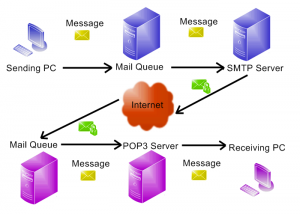 Message
Message
Sending PC
Mail Queue
SMTP Server
Internet
Mail Queue
POP3 Server
Receiving PC
Message
Message